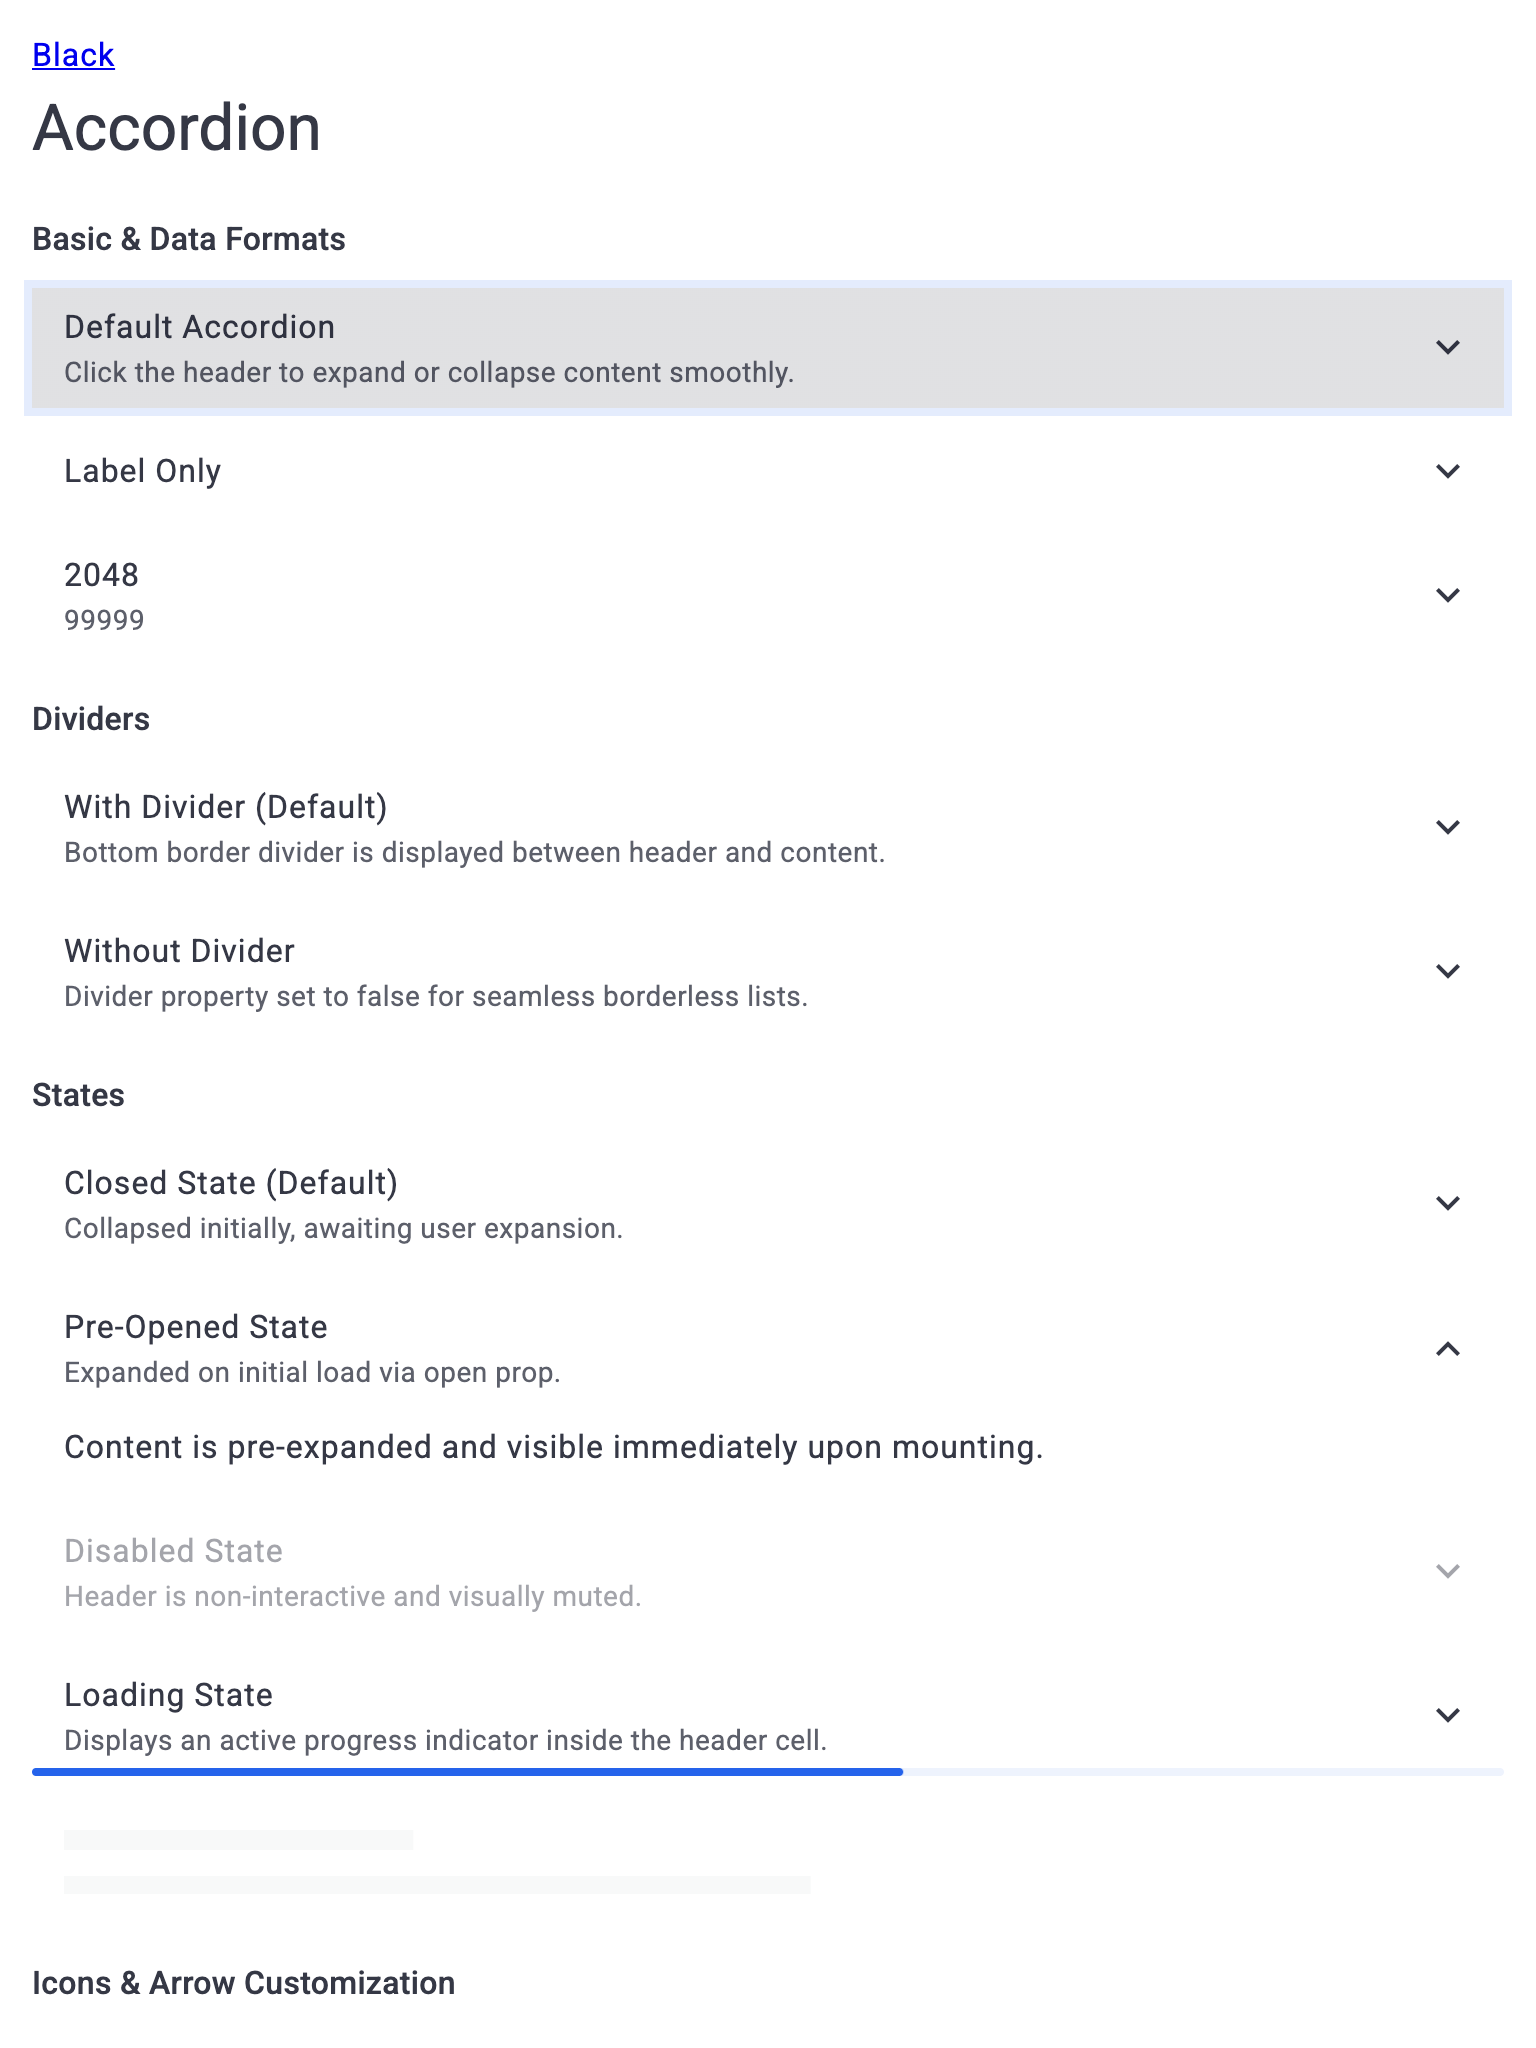 Black
Accordion
Basic & Data Formats
Default Accordion
Click the header to expand or collapse content smoothly.
Label Only
2048
99999
Dividers
With Divider (Default)
Bottom border divider is displayed between header and content.
Without Divider
Divider property set to false for seamless borderless lists.
States
Closed State (Default)
Collapsed initially, awaiting user expansion.
Pre-Opened State
Expanded on initial load via open prop.
Content is pre-expanded and visible immediately upon mounting.
Disabled State
Header is non-interactive and visually muted.
Loading State
Displays an active progress indicator inside the header cell.
Icons & Arrow Customization